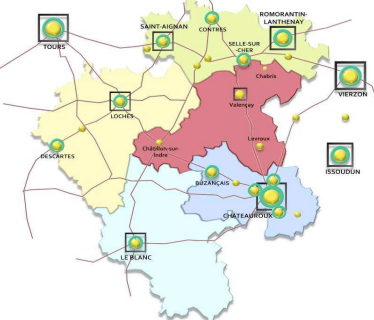 ROMORANTIN-
LANTHENAY
SAINT-AIGNAN
CONTRES
TOURS
SELLE-SUR
-CHER
Chabris
VIERZON
Valençay
LOCHES
Levroux
Châtillon-sur-
Indre
DESCARTES
ISSOUDUN
BUZANÇAIS
CHÂTEAUROUX
LE BLANC